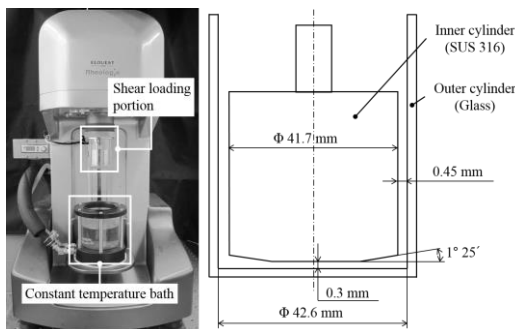 Shear loading
portion
Constant temperature bath
Inner cylinder
(SUS 316)
Outer cylinder
(Glass)
Φ 41.7 mm
0.45 mm
1° 25´
0.3 mm
Φ 42.6 mm